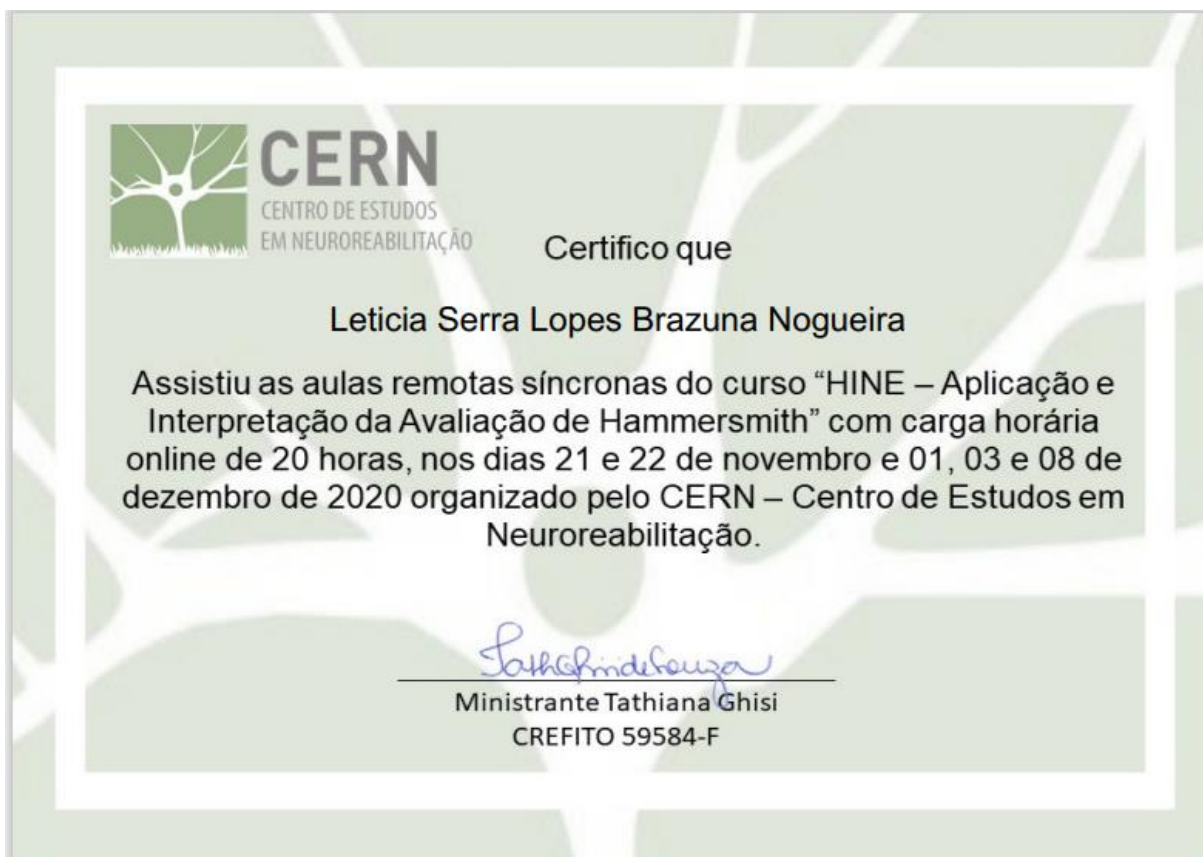 CERN
CENTRO DE ESTUDOS
EM NEUROREABILITAÇÃO
Certifico que
Leticia Serra Lopes Brazuna Nogueira
Assistiu as aulas remotas síncronas do curso “HINE – Aplicação e
Interpretação da Avaliação de Hammersmith” com carga horária
online de 20 horas, nos dias 21 e 22 de novembro e 01, 03 e 08 de
dezembro de 2020 organizado pelo CERN – Centro de Estudos em
Neuroreabilitação.
Ministrante Tathiana Ghisi
CREFITO 59584-F